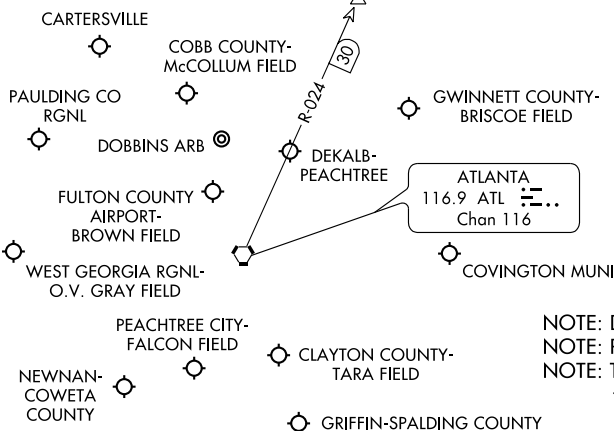 CARTERSVILLE
COBB COUNTY-
McCOLLUM FIELD
30
R-024
PAULDING CO
RGNL
GWINNETT COUNTY-
BRISCOE FIELD
DOBBINS ARB
DEKALB-
PEACHTREE
FULTON COUNTY
AIRPORT-
BROWN FIELD
ATLANTA
116.9 ATL
Chan 116
WEST GEORGIA RGNL-
O.V. GRAY FIELD
COVINGTON MUNI
PEACHTREE CITY-
FALCON FIELD
NOTE: D
NOTE: 
NOTE: T
CLAYTON COUNTY-
TARA FIELD
NEWNAN-
COWETA
COUNTY
GRIFFIN-SPALDING COUNTY